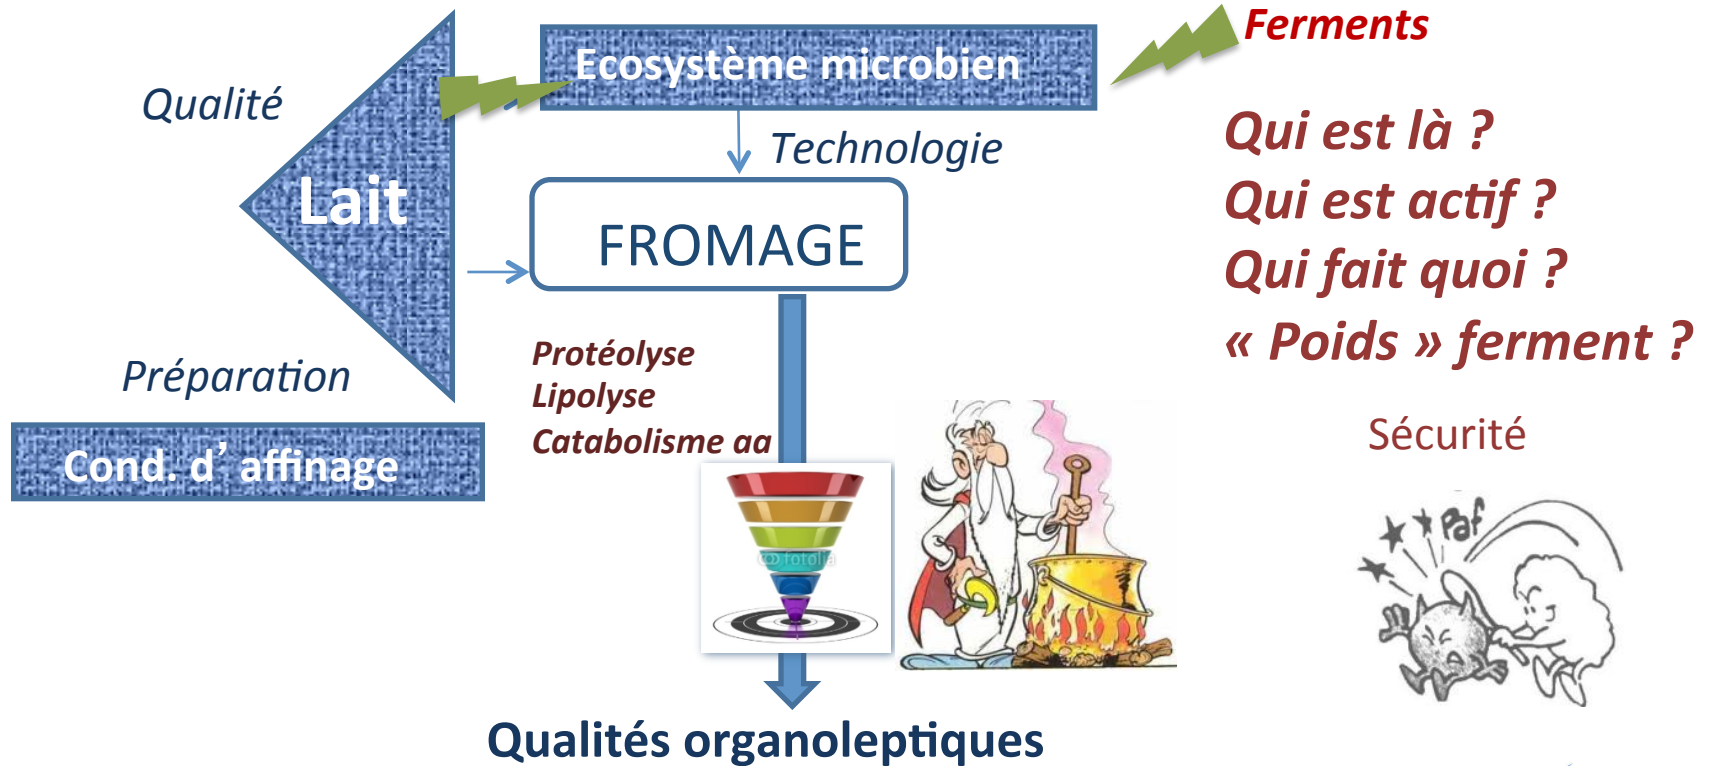 Ferments
Ecosystème microbien
Qualité
Technologie
Lait
FROMAGE
Qui est là ?
Qui est actif ?
Qui fait quoi ?
« Poids » ferment ?
Préparation
Cond. d’ affinage
Protéolyse
Lipolyse
Catabolisme aa
Sécurité
fotolia
Paf
Qualités organoleptiques